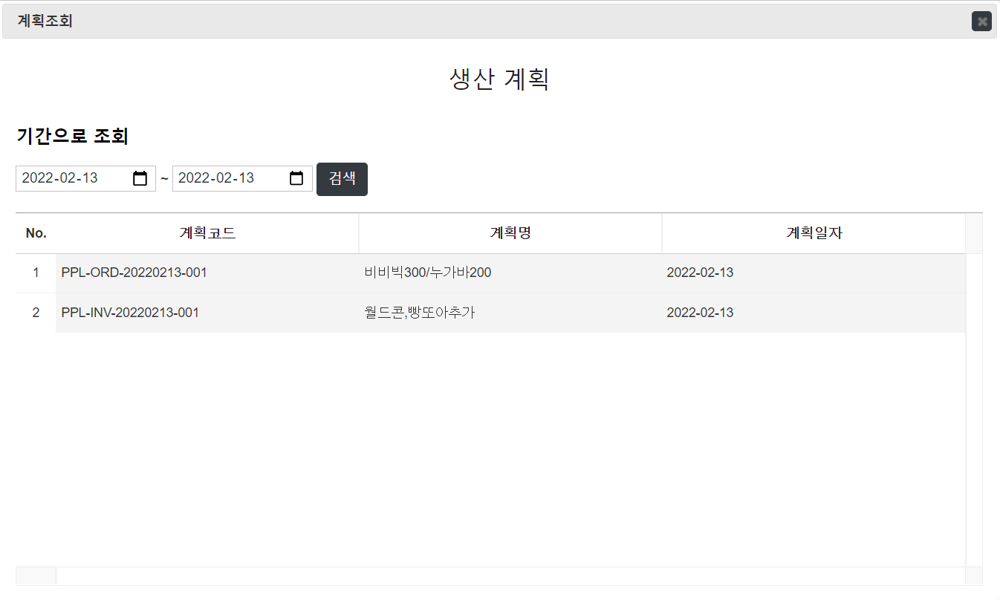 계획조회
생산 계획
기간으로 조회
2022-02-13 ~ 2022-02-13 검색
No. 계획코드 계획명 계획일자
1 PPL-ORD-20220213-001 비비빅300/누가바200 2022-02-13
2 PPL-INV-20220213-001 월드콘,빵또아추가 2022-02-13